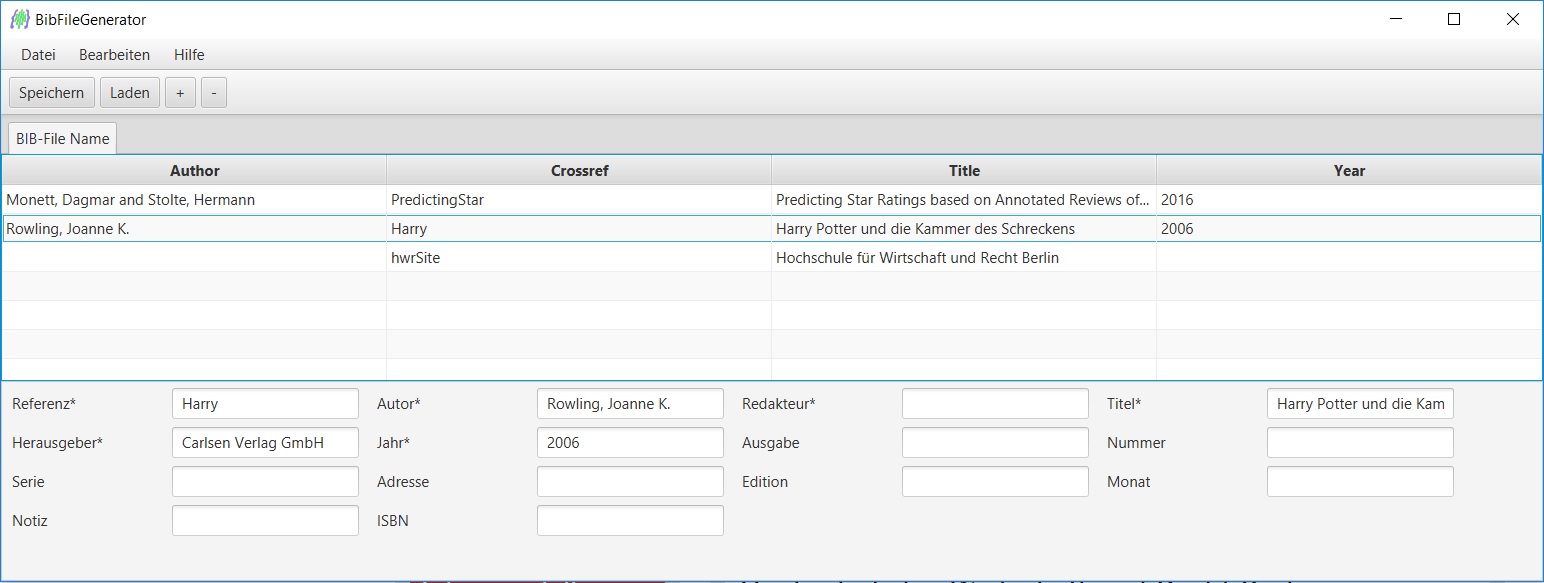 BibFileGenerator
Datei Bearbeiten Hilfe
Speichern Laden + -
BIB-File Name
Author Crossref Title Year
Monett, Dagmar and Stolte, Hermann PredictingStar Predicting Star Ratings based on Annotated Reviews of... 2016
Rowling, Joanne K. Harry Harry Potter und die Kammer des Schreckens 2006
hwrSite Hochschule für Wirtschaft und Recht Berlin
Referenz* Harry Autor* Rowling, Joanne K. Redakteur* Titel* Harry Potter und die Kam
Herausgeber* Carlsen Verlag GmbH Jahr* 2006 Ausgabe Nummer
Serie Adresse Edition Monat
Notiz ISBN